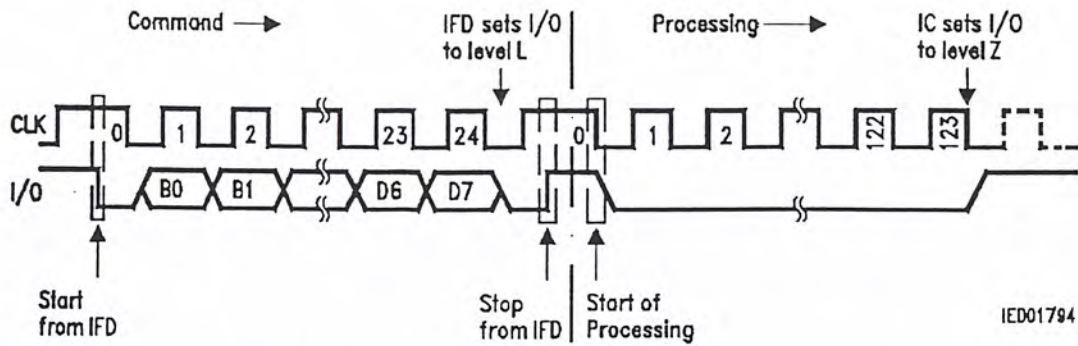 Command
IFD sets I/O
to level L
Processing
IC sets I/O
to level Z
CLK
0
1
2
23
24
0
1
2
122
123
I/O
B0
B1
D6
D7
Start
from IFD
Stop
from IFD
Start of
Processing
IED01794